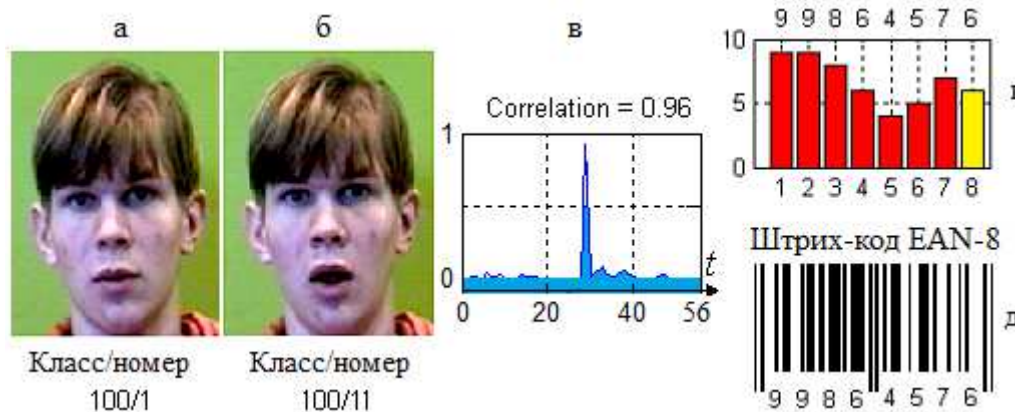 а
б
в
9 9 8 6 4 5 7 6
10
5
0
1 2 3 4 5 6 7 8
Correlation = 0.96
1
0
0 20 40 56
t
Класс/номер
100/1
Класс/номер
100/11
Штрих-код EAN-8
9 9 8 6 4 5 7 6
д